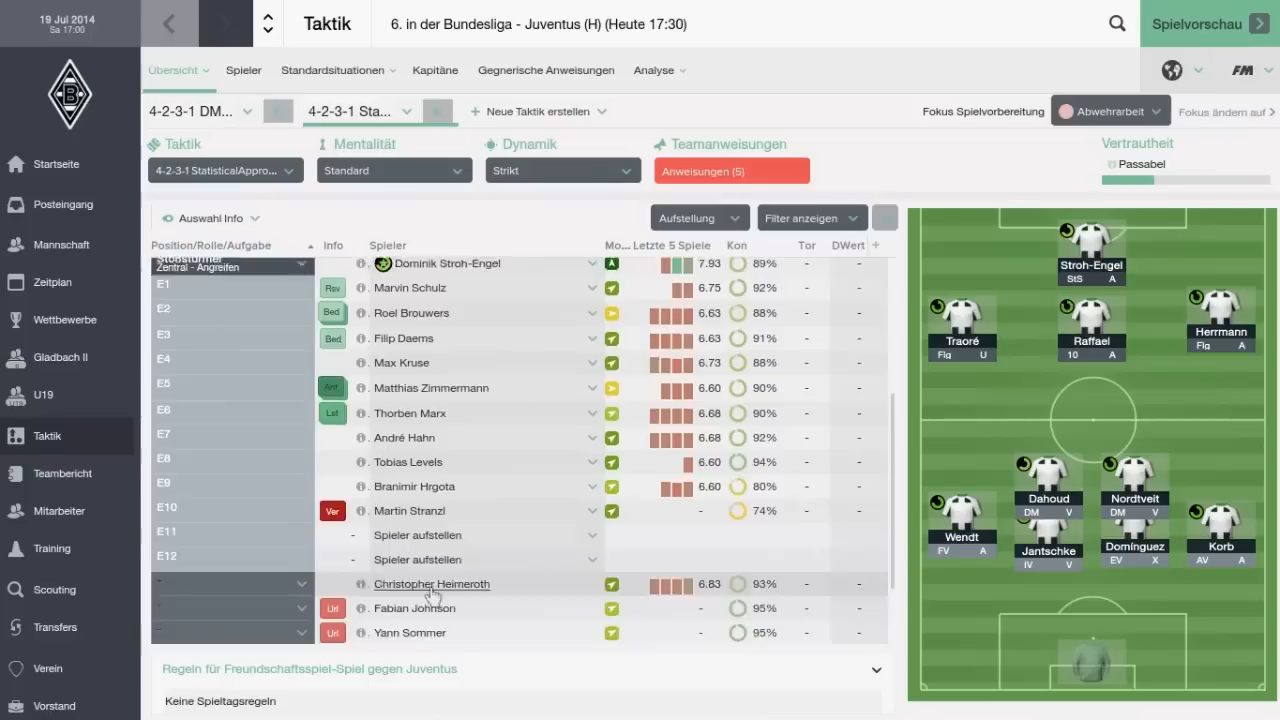 19 Jul 2014
Sa 17:00
Taktik
6. in der Bundesliga - Juventus (H) (Heute 17:30)
Spielvorschau
Übersicht
Spieler
Standardsituationen
Kapitäne
Gegnerische Anweisungen
Analyse
FM
4-2-3-1 DM...
4-2-3-1 Sta...
+ Neue Taktik erstellen
Fokus Spielvorbereitung
Abwehrarbeit
Fokus ändern auf
Taktik
Mentalität
Dynamik
Teamanweisungen
Vertrautheit
4-2-3-1 StatisticalAppro...
Standard
Strikt
Anweisungen (5)
Passabel
Auswahl Info
Aufstellung
Filter anzeigen
Position/Rolle/Aufgabe Info Spieler Mo... Letzte 5 Spiele Kon Tor DWert +
Stoßstürmer
Zentral - Angreifen
Dominik Stroh-Engel 7.93 89% - -
E1 Rsv Marvin Schulz 6.75 92% - -
E2 Bed Roel Brouwers 6.63 88% - -
E3 Bed Filip Daems 6.63 91% - -
E4 Max Kruse 6.73 88% - -
E5 Anf Matthias Zimmermann 6.60 90% - -
E6 Lst Thorben Marx 6.68 90% - -
E7 André Hahn 6.68 92% - -
E8 Tobias Levels 6.60 94% - -
E9 Branimir Hrgota 6.60 80% - -
E10 Ver Martin Stranzl - 74% - -
E11 - Spieler aufstellen
E12 - Spieler aufstellen
- Christopher Heimeroth 6.83 93% - -
- Url Fabian Johnson - 95% - -
- Url Yann Sommer - 95% - -
Regeln für Freundschaftsspiel-Spiel gegen Juventus
Keine Spieltagsregeln
Startseite
Posteingang
Mannschaft
Zeitplan
Wettbewerbe
Gladbach II
U19
Taktik
Teambericht
Mitarbeiter
Training
Scouting
Transfers
Verein
Vorstand
Stroh-Engel
StS A
Traoré
Flg U
Raffael
10 A
Herrmann
Flg A
Dahoud
DM V
Nordtveit
DM V
Wendt
FV A
Jantschke
IV V
Domínguez
EV X
Korb
AV A